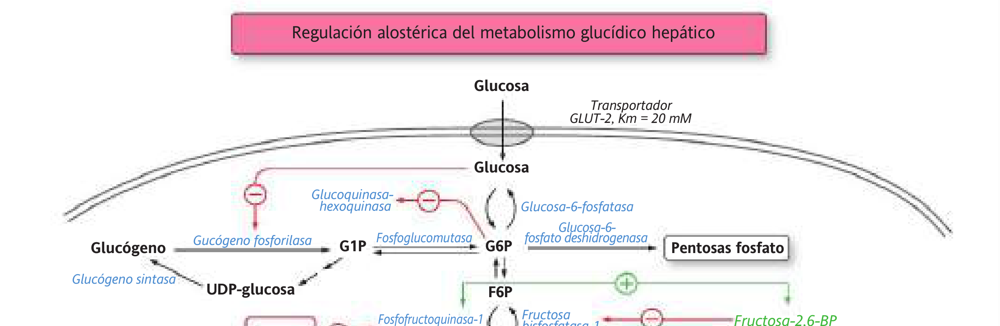 Regulación alostérica del metabolismo glucídico hepático
Glucosa
Transportador
GLUT-2, Km = 20 mM
Glucosa
Glucoquinasa-
hexoquinasa
Glucosa-6-fosfatasa
Glucosa-6-
fosfato deshidrogenasa
Glucógeno
Gucógeno fosforilasa
G1P
Fosfoglucomutasa
G6P
Pentosas fosfato
Glucógeno sintasa
UDP-glucosa
F6P
Fosfofructoquinasa-1
Fructosa
bisfosfatasa-1
Fructosa-2,6-BP